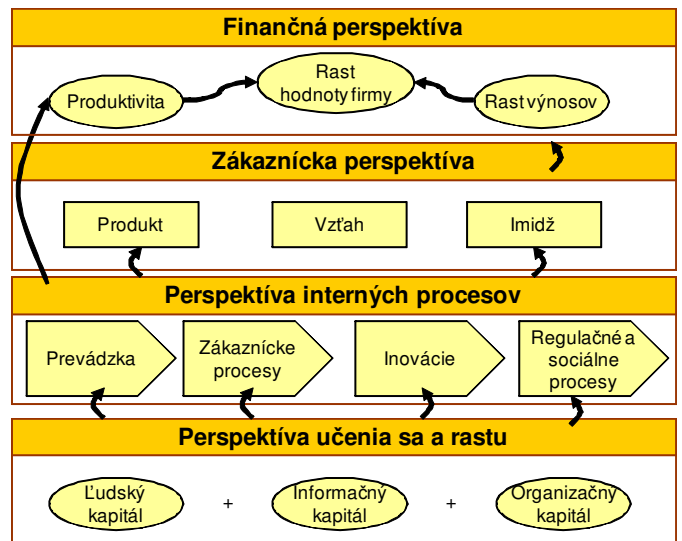 Finančná perspektíva
Produktivita
Rast
hodnoty firmy
Rast výnosov
Zákaznícka perspektíva
Produkt
Vzťah
Imidž
Perspektíva interných procesov
Prevádzka
Zákaznícke
procesy
Inovácie
Regulačné a
sociálne
procesy
Perspektíva učenia sa a rastu
Ľudský
kapitál
+
Informačný
kapitál
+
Organizačný
kapitál